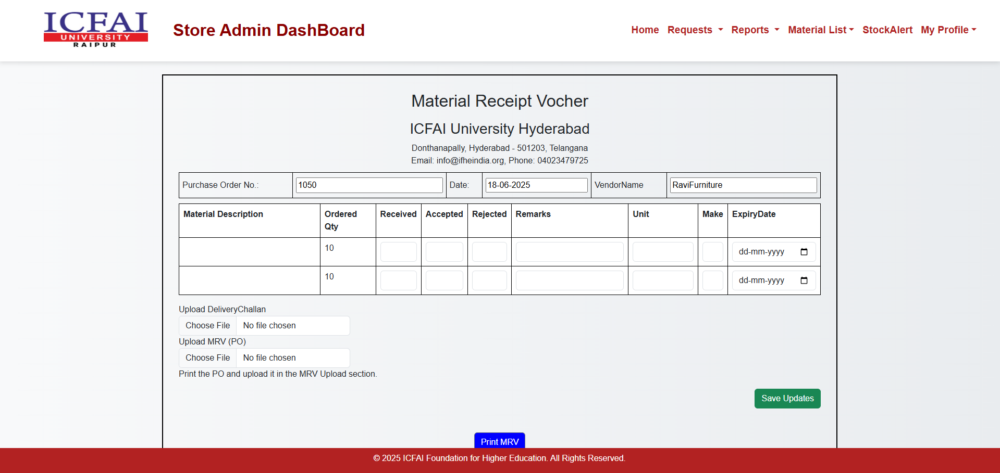 ICFAI
UNIVERSITY
RAIPUR
Store Admin DashBoard
Home Requests Reports Material List StockAlert My Profile
Material Receipt Vocher
ICFAI University Hyderabad
Donthanapally, Hyderabad - 501203, Telangana
Email: info@ifheindia.org, Phone: 04023479725
Purchase Order No.: 1050 Date: 18-06-2025 VendorName RaviFurniture
Material Description Ordered Qty Received Accepted Rejected Remarks Unit Make ExpiryDate
10 dd-mm-yyyy
10 dd-mm-yyyy
Upload DeliveryChallan
Choose File No file chosen
Upload MRV (PO)
Choose File No file chosen
Print the PO and upload it in the MRV Upload section.
Save Updates
Print MRV
© 2025 ICFAI Foundation for Higher Education. All Rights Reserved.